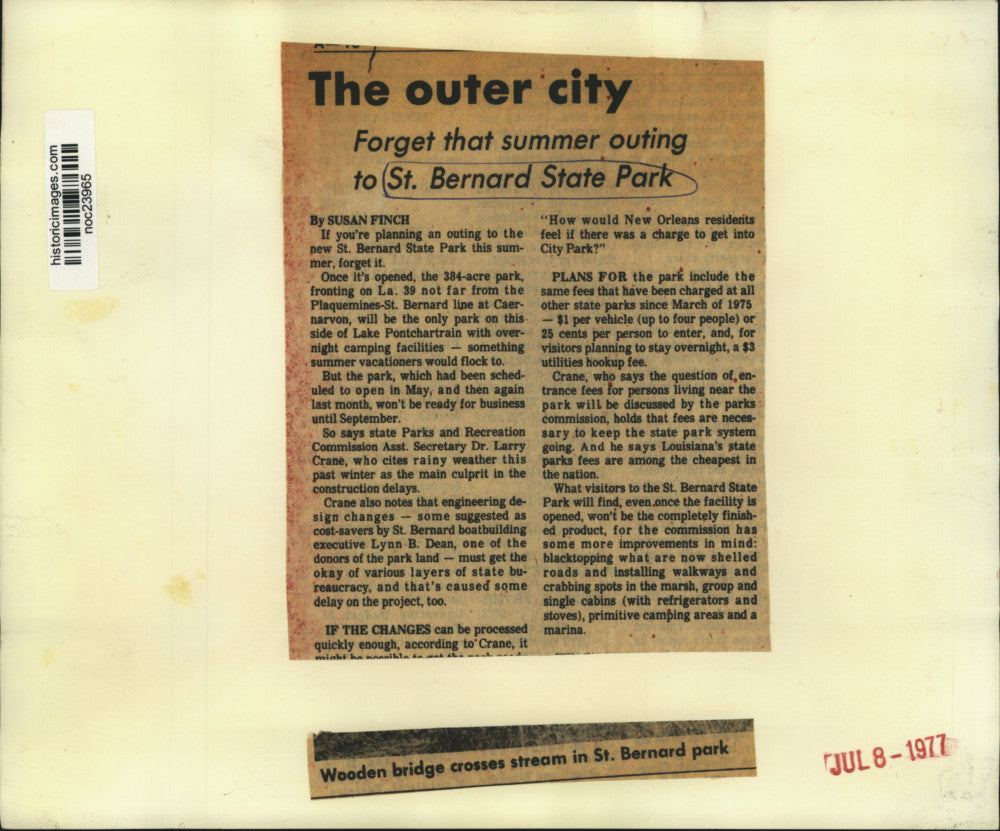 historicimages.com
noc23965
The outer city
Forget that summer outing
to St. Bernard State Park
By SUSAN FINCH
If you're planning an outing to the
new St. Bernard State Park this sum-
mer, forget it.
Once it's opened, the 384-acre park,
fronting on La. 39 not far from the
Plaquemines-St. Bernard line at Caer-
narvon, will be the only park on this
side of Lake Pontchartrain with over-
night camping facilities — something
summer vacationers would flock to.
But the park, which had been sched-
uled to open in May, and then again
last month, won't be ready for business
until September.
So says state Parks and Recreation
Commission Asst. Secretary Dr. Larry
Crane, who cites rainy weather this
past winter as the main culprit in the
construction delays.
Crane also notes that engineering de-
sign changes — some suggested as
cost-savers by St. Bernard boatbuilding
executive Lynn B. Dean, one of the
donors of the park land — must get the
okay of various layers of state bu-
reaucracy, and that's caused some
delay on the project, too.
IF THE CHANGES can be processed
quickly enough, according to Crane, it
might be possible to get the park
"How would New Orleans residents
feel if there was a charge to get into
City Park?"
PLANS FOR the park include the
same fees that have been charged at all
other state parks since March of 1975
— $1 per vehicle (up to four people) or
25 cents per person to enter, and, for
visitors planning to stay overnight, a $3
utilities hookup fee.
Crane, who says the question of en-
trance fees for persons living near the
park will be discussed by the parks
commission, holds that fees are neces-
sary to keep the state park system
going. And he says Louisiana's state
parks fees are among the cheapest in
the nation.
What visitors to the St. Bernard State
Park will find, even once the facility is
opened, won't be the completely finish-
ed product, for the commission has
some more improvements in mind:
blacktopping what are now shelled
roads and installing walkways and
crabbing spots in the marsh, group and
single cabins (with refrigerators and
stoves), primitive camping areas and a
marina.
Wooden bridge crosses stream in St. Bernard park
JUL 8 - 1977